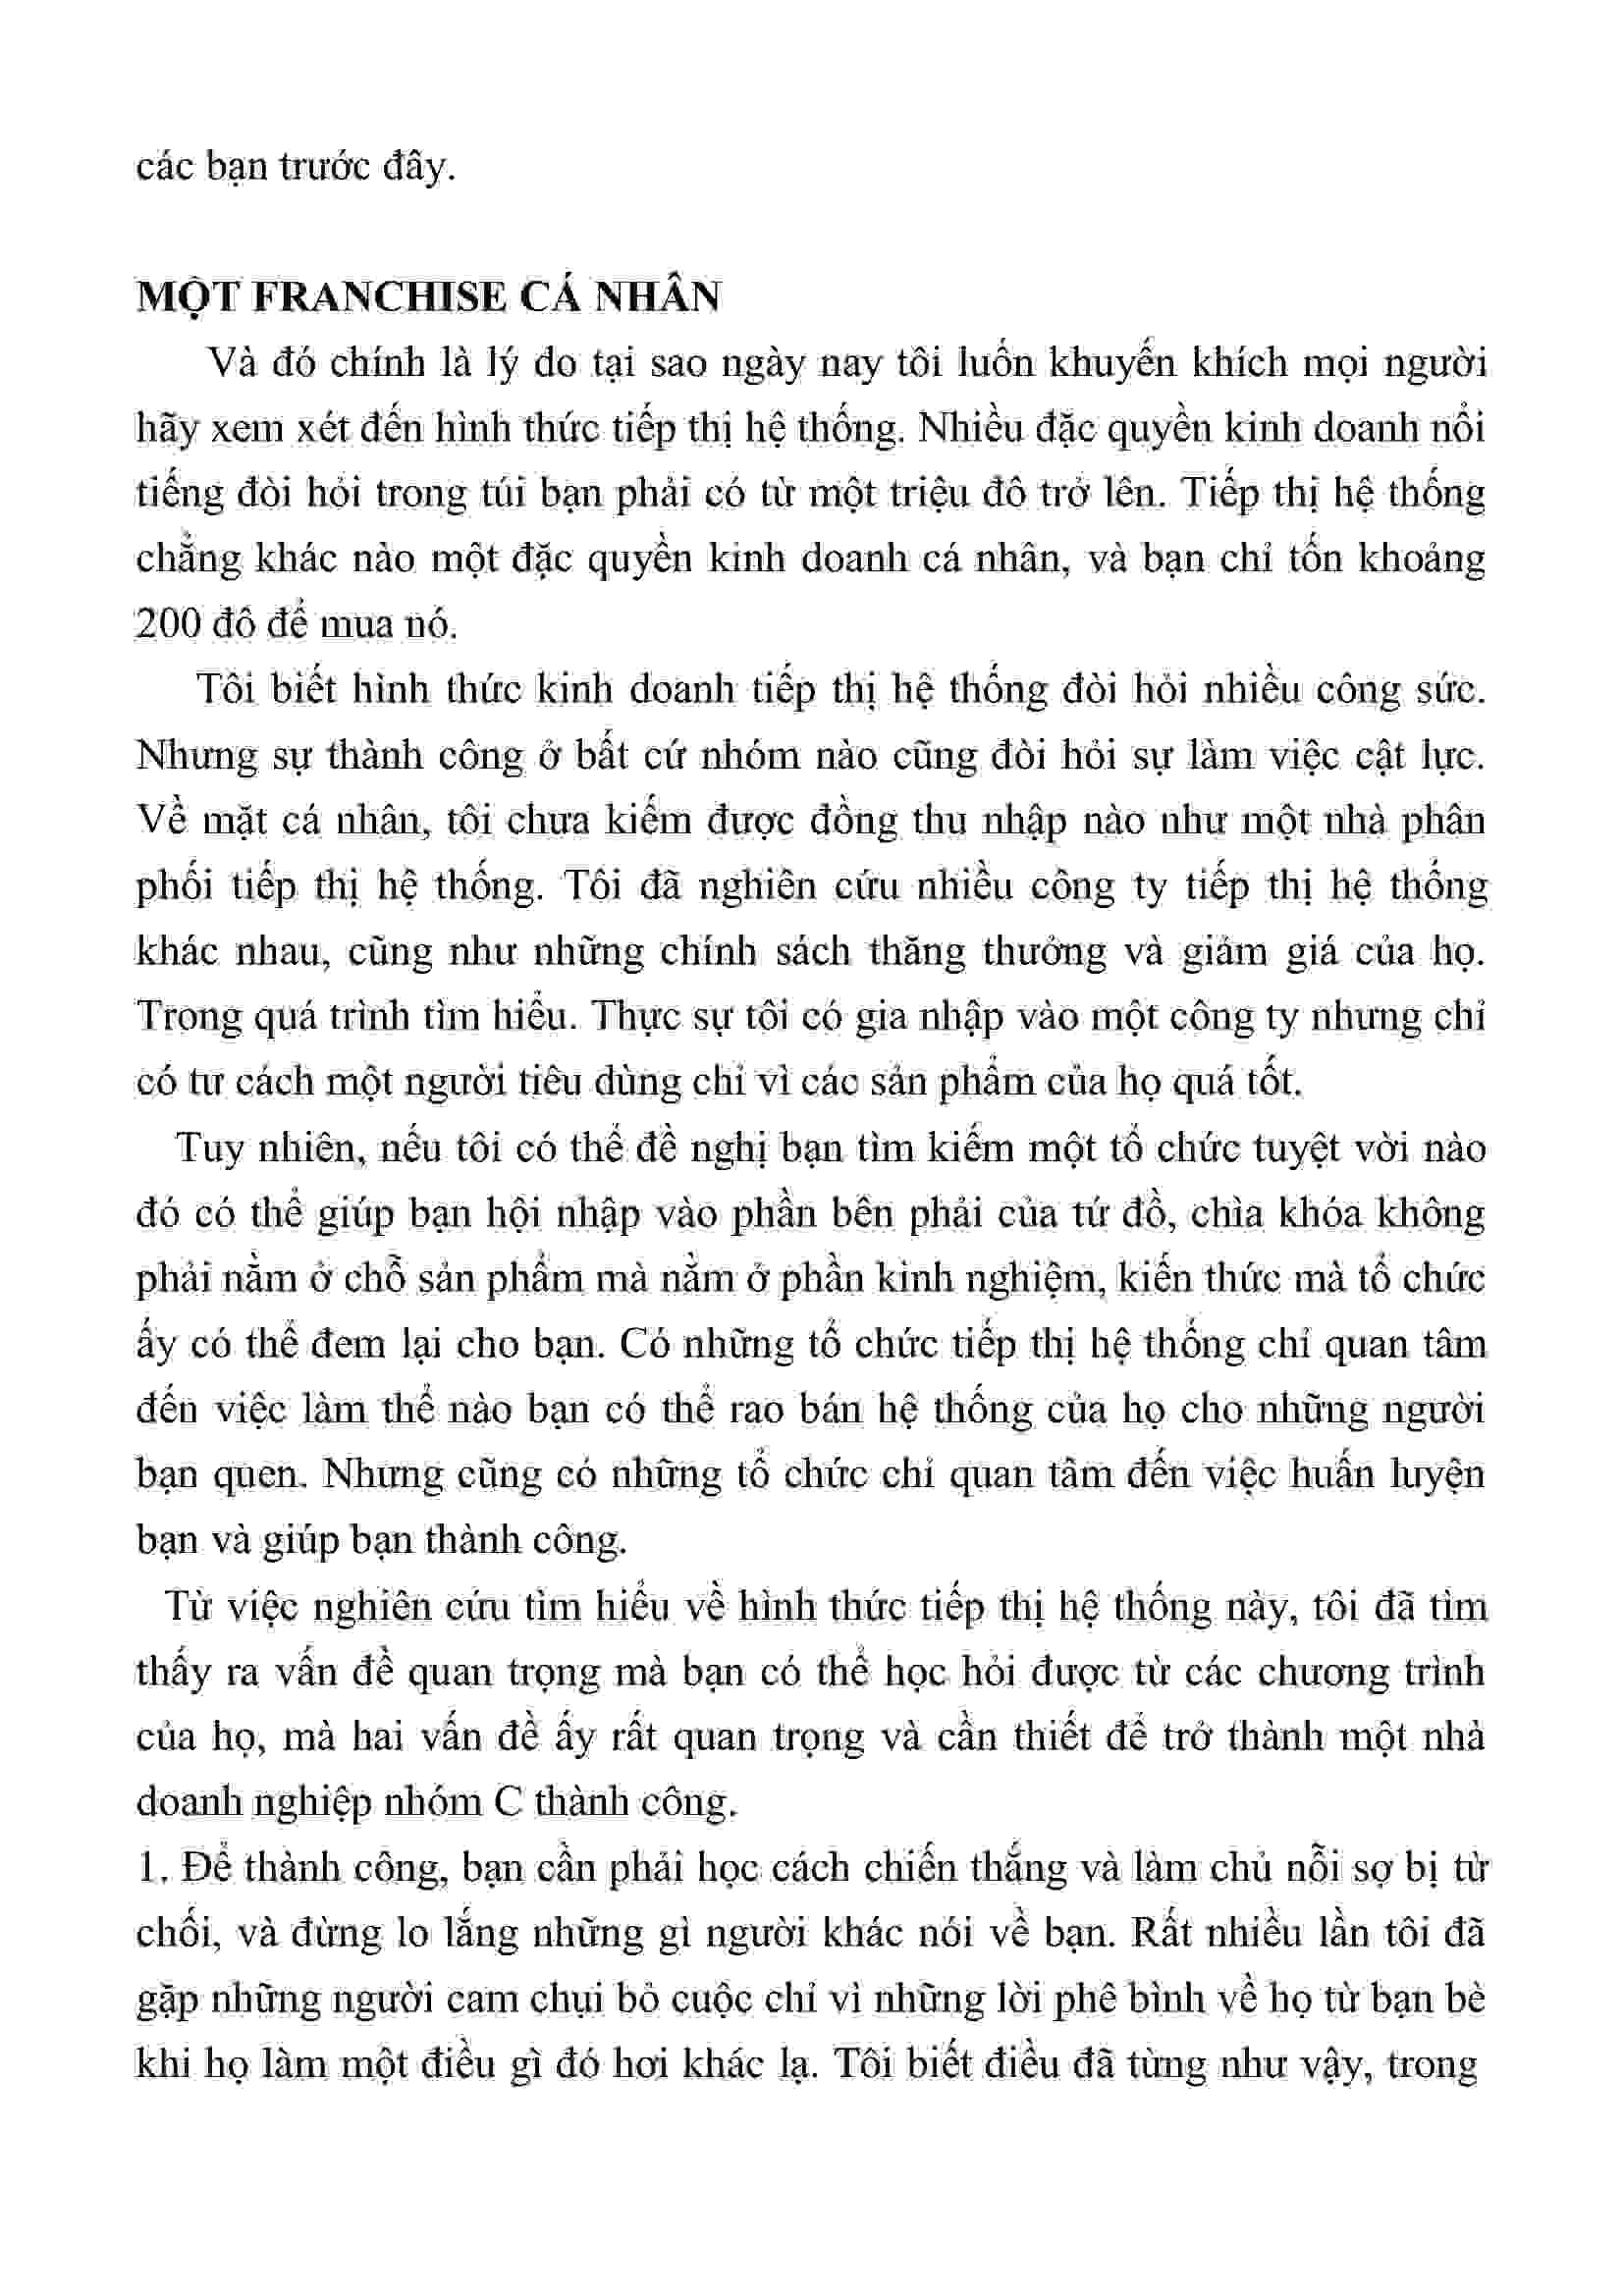 các bạn trước đây.
MỘT FRANCHISE CÁ NHÂN
Và đó chính là lý do tại sao ngày nay tôi luôn khuyến khích mọi người
hãy xem xét đến hình thức tiếp thị hệ thống. Nhiều đặc quyền kinh doanh nổi
tiếng đòi hỏi trong túi bạn phải có từ một triệu đô trở lên. Tiếp thị hệ thống
chẳng khác nào một đặc quyền kinh doanh cá nhân, và bạn chỉ tốn khoảng
200 đô để mua nó.
Tôi biết hình thức kinh doanh tiếp thị hệ thống đòi hỏi nhiều công sức.
Nhưng sự thành công ở bất cứ nhóm nào cũng đòi hỏi sự làm việc cật lực.
Về mặt cá nhân, tôi chưa kiếm được đồng thu nhập nào như một nhà phân
phối tiếp thị hệ thống. Tôi đã nghiên cứu nhiều công ty tiếp thị hệ thống
khác nhau, cũng như những chính sách thăng thưởng và giảm giá của họ.
Trong quá trình tìm hiểu. Thực sự tôi có gia nhập vào một công ty nhưng chỉ
có tư cách một người tiêu dùng chỉ vì các sản phẩm của họ quá tốt.
Tuy nhiên, nếu tôi có thể đề nghị bạn tìm kiếm một tổ chức tuyệt vời nào
đó có thể giúp bạn hội nhập vào phần bên phải của tứ đồ, chìa khóa không
phải nằm ở chỗ sản phẩm mà nằm ở phần kinh nghiệm, kiến thức mà tổ chức
ấy có thể đem lại cho bạn. Có những tổ chức tiếp thị hệ thống chỉ quan tâm
đến việc làm thể nào bạn có thể rao bán hệ thống của họ cho những người
bạn quen. Nhưng cũng có những tổ chức chỉ quan tâm đến việc huấn luyện
bạn và giúp bạn thành công.
Từ việc nghiên cứu tìm hiểu về hình thức tiếp thị hệ thống này, tôi đã tìm
thấy ra vấn đề quan trọng mà bạn có thể học hỏi được từ các chương trình
của họ, mà hai vấn đề ấy rất quan trọng và cần thiết để trở thành một nhà
doanh nghiệp nhóm C thành công.
1. Để thành công, bạn cần phải học cách chiến thắng và làm chủ nỗi sợ bị từ
chối, và đừng lo lắng những gì người khác nói về bạn. Rất nhiều lần tôi đã
gặp những người cam chịu bỏ cuộc chỉ vì những lời phê bình về họ từ bạn bè
khi họ làm một điều gì đó hơi khác lạ. Tôi biết điều đã từng như vậy, trong